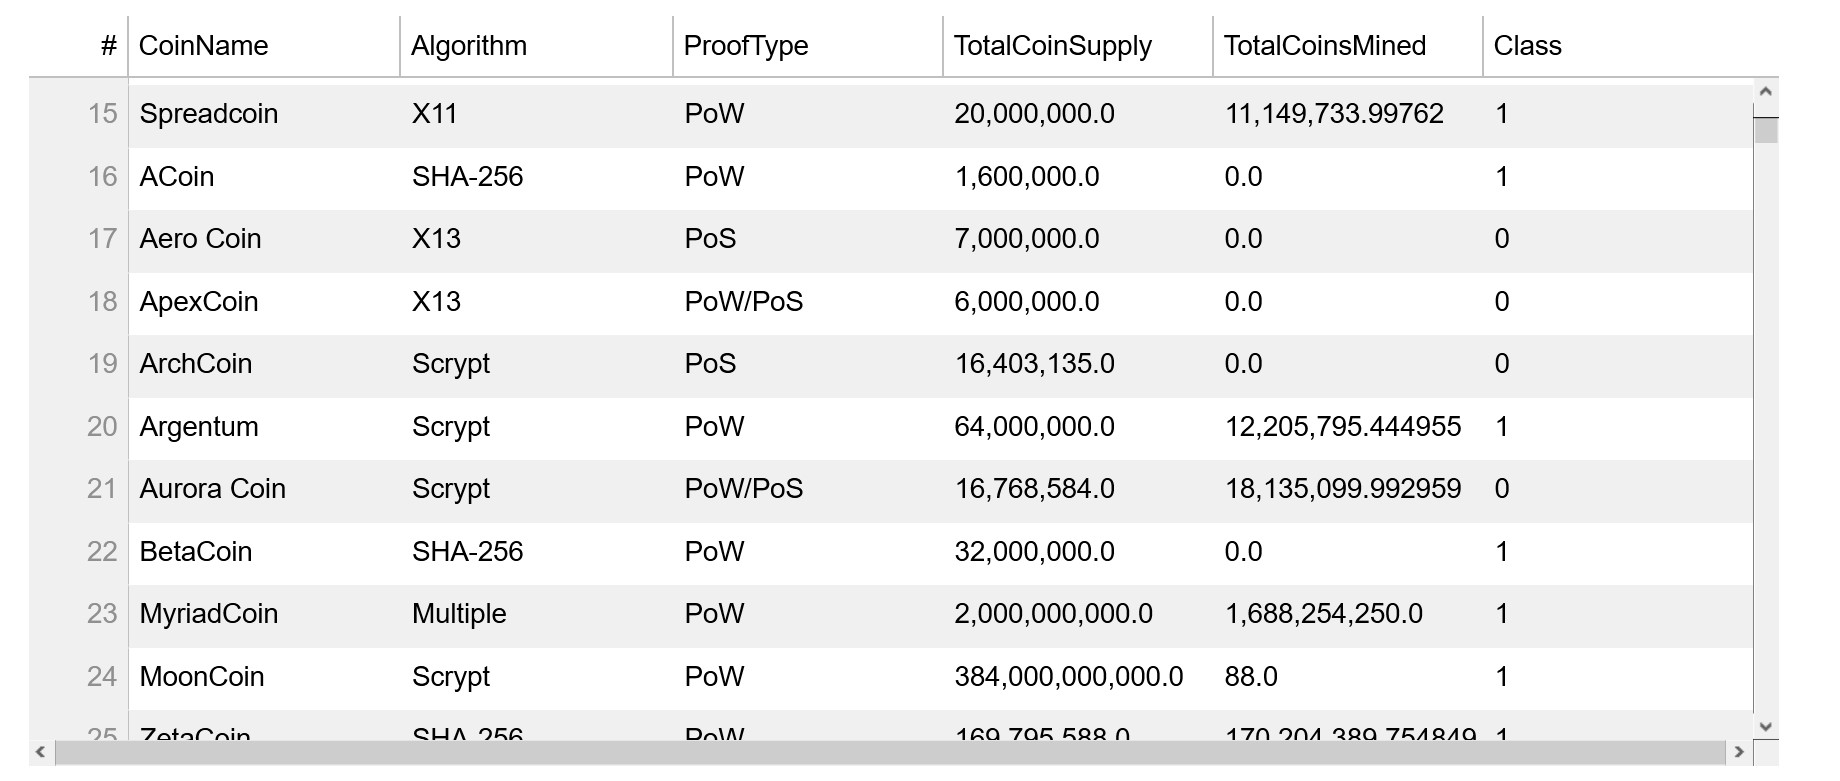 # CoinName Algorithm ProofType TotalCoinSupply TotalCoinsMined Class
15 Spreadcoin X11 PoW 20,000,000.0 11,149,733.99762 1
16 ACoin SHA-256 PoW 1,600,000.0 0.0 1
17 Aero Coin X13 PoS 7,000,000.0 0.0 0
18 ApexCoin X13 PoW/PoS 6,000,000.0 0.0 0
19 ArchCoin Scrypt PoS 16,403,135.0 0.0 0
20 Argentum Scrypt PoW 64,000,000.0 12,205,795.444955 1
21 Aurora Coin Scrypt PoW/PoS 16,768,584.0 18,135,099.992959 0
22 BetaCoin SHA-256 PoW 32,000,000.0 0.0 1
23 MyriadCoin Multiple PoW 2,000,000,000.0 1,688,254,250.0 1
24 MoonCoin Scrypt PoW 384,000,000,000.0 88.0 1
25 ZetaCoin SHA-256 PoW 169,795,588.0 170,204,389.754849 1